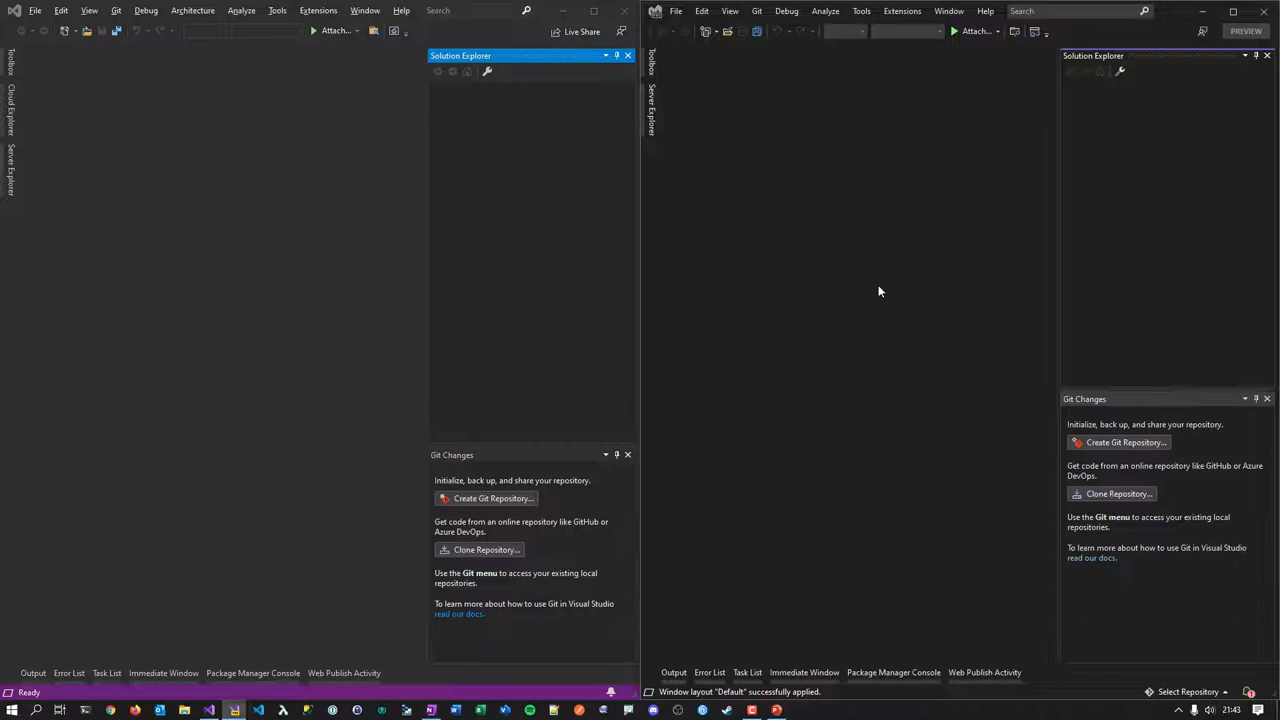 File Edit View Git Debug Architecture Analyze Tools Extensions Window Help Search
Attach...
Live Share
Toolbox
Cloud Explorer
Server Explorer
Solution Explorer
Git Changes
Initialize, back up, and share your repository.
Create Git Repository...
Get code from an online repository like GitHub or
Azure DevOps.
Clone Repository...
Use the Git menu to access your existing local
repositories.
To learn more about how to use Git in Visual Studio
read our docs.
Output Error List Task List Immediate Window Package Manager Console Web Publish Activity
Ready
File Edit View Git Debug Analyze Tools Extensions Window Help Search
Attach...
PREVIEW
Toolbox
Server Explorer
Solution Explorer
Git Changes
Initialize, back up, and share your repository.
Create Git Repository...
Get code from an online repository like GitHub or Azure
DevOps.
Clone Repository...
Use the Git menu to access your existing local
repositories.
To learn more about how to use Git in Visual Studio
read our docs.
Output Error List Task List Immediate Window Package Manager Console Web Publish Activity
Window layout "Default" successfully applied.
Select Repository
1
21:43